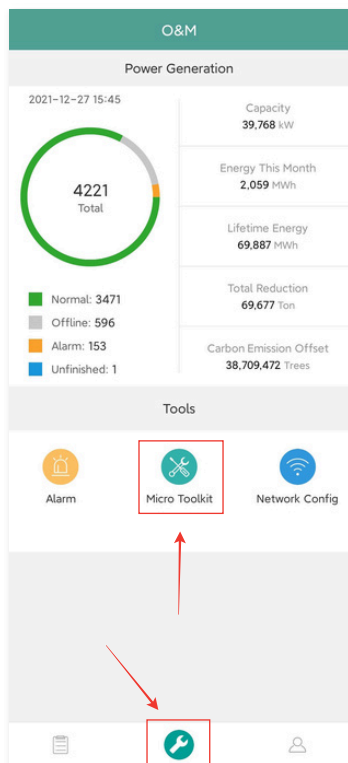 O&M
Power Generation
2021-12-27 15:45
4221
Total
Normal: 3471
Offline: 596
Alarm: 153
Unfinished: 1
Capacity
39,768 kW
Energy This Month
2,059 MWh
Lifetime Energy
69,887 MWh
Total Reduction
69,677 Ton
Carbon Emission Offset
38,709,472 Trees
Tools
Alarm
Micro Toolkit
Network Config